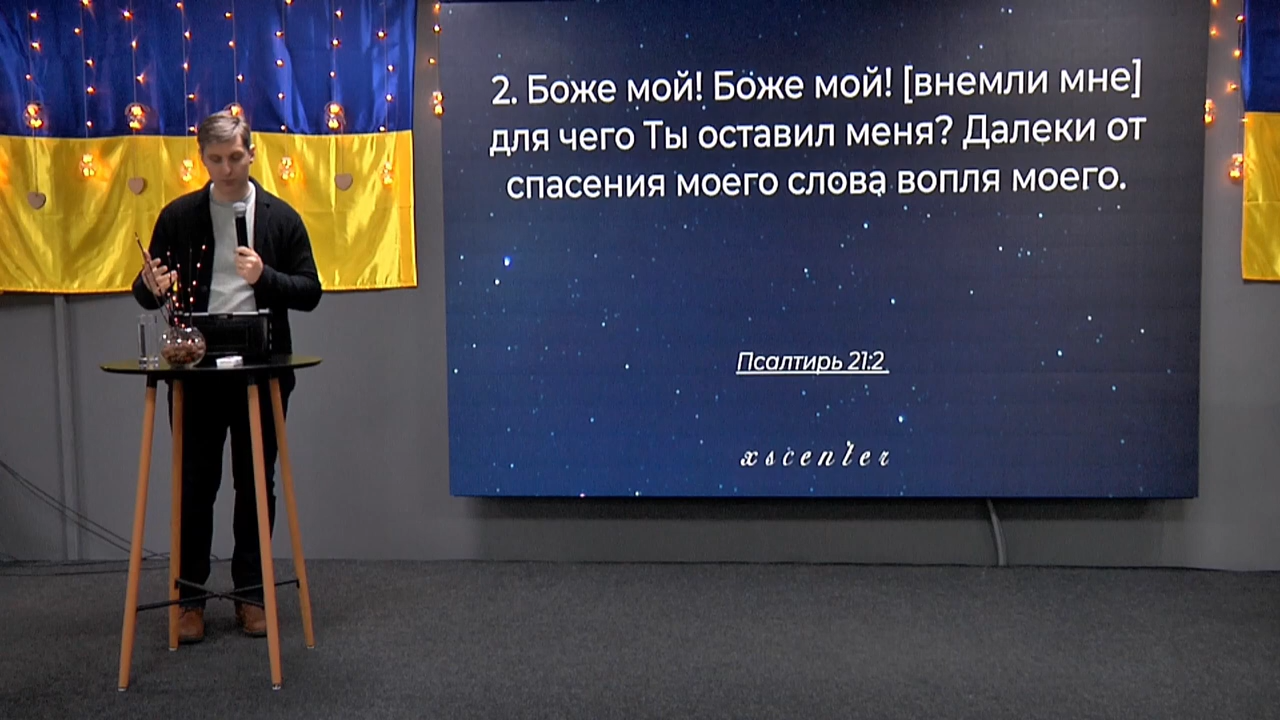 2. Боже мой! Боже мой! [внемли мне]
для чего Ты оставил меня? Далеки от
спасения моего слова вопля моего.
Псалтирь 21:2
xscenter